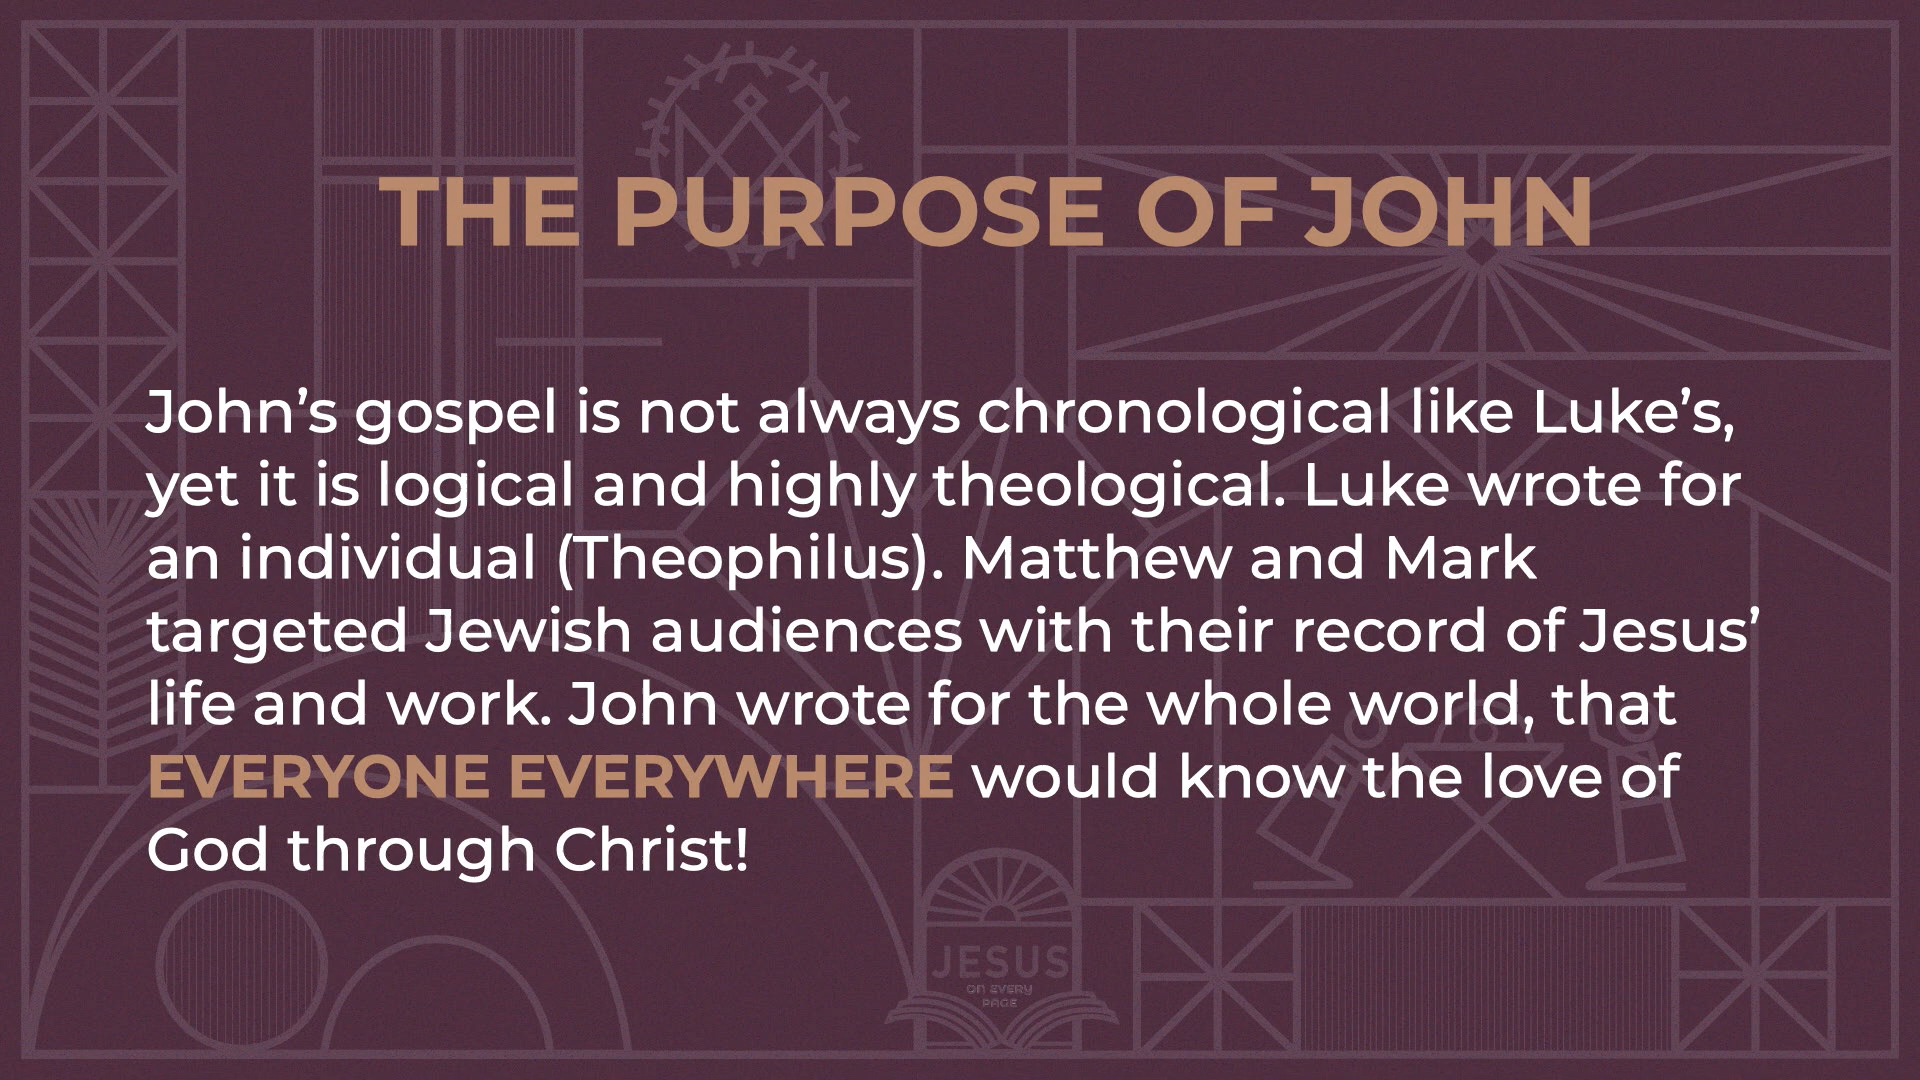 THE PURPOSE OF JOHN
John’s gospel is not always chronological like Luke’s,
yet it is logical and highly theological. Luke wrote for
an individual (Theophilus). Matthew and Mark
targeted Jewish audiences with their record of Jesus’
life and work. John wrote for the whole world, that
EVERYONE EVERYWHERE would know the love of
God through Christ!
JESUS
ON EVERY
PAGE